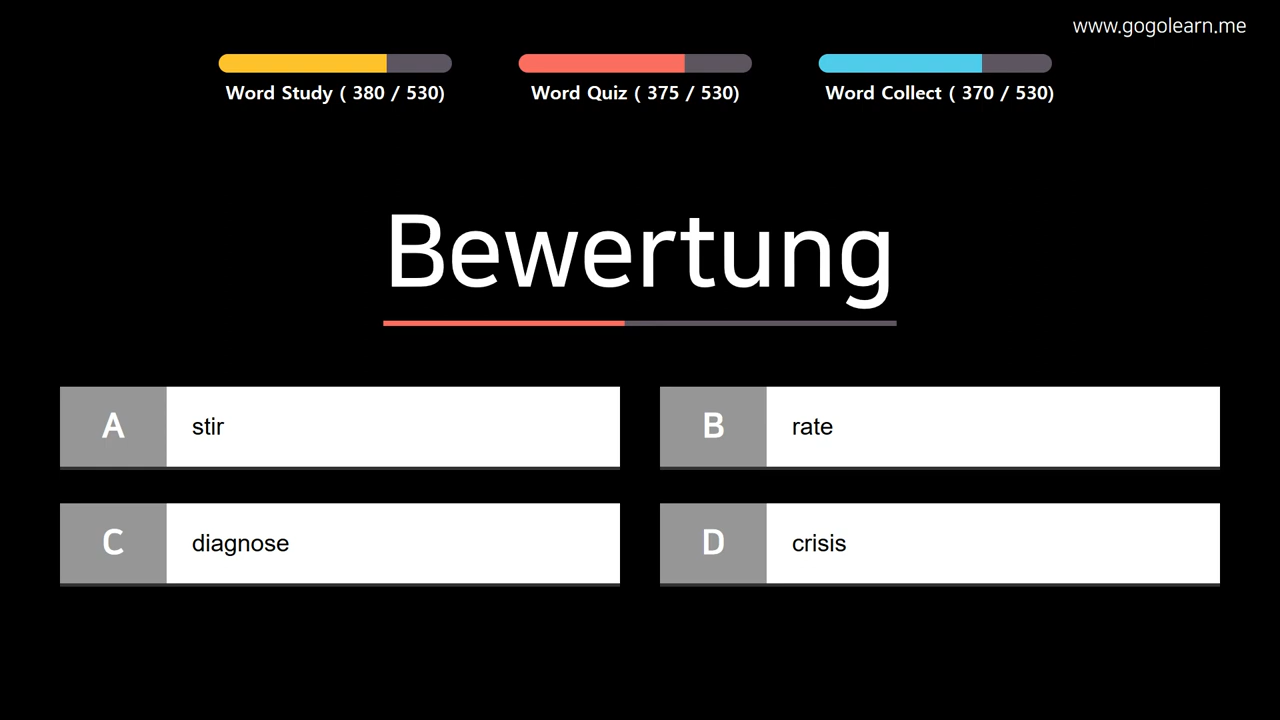 www.gogolearn.me
Word Study ( 380 / 530)
Word Quiz ( 375 / 530)
Word Collect ( 370 / 530)
Bewertung
A stir
B rate
C diagnose
D crisis